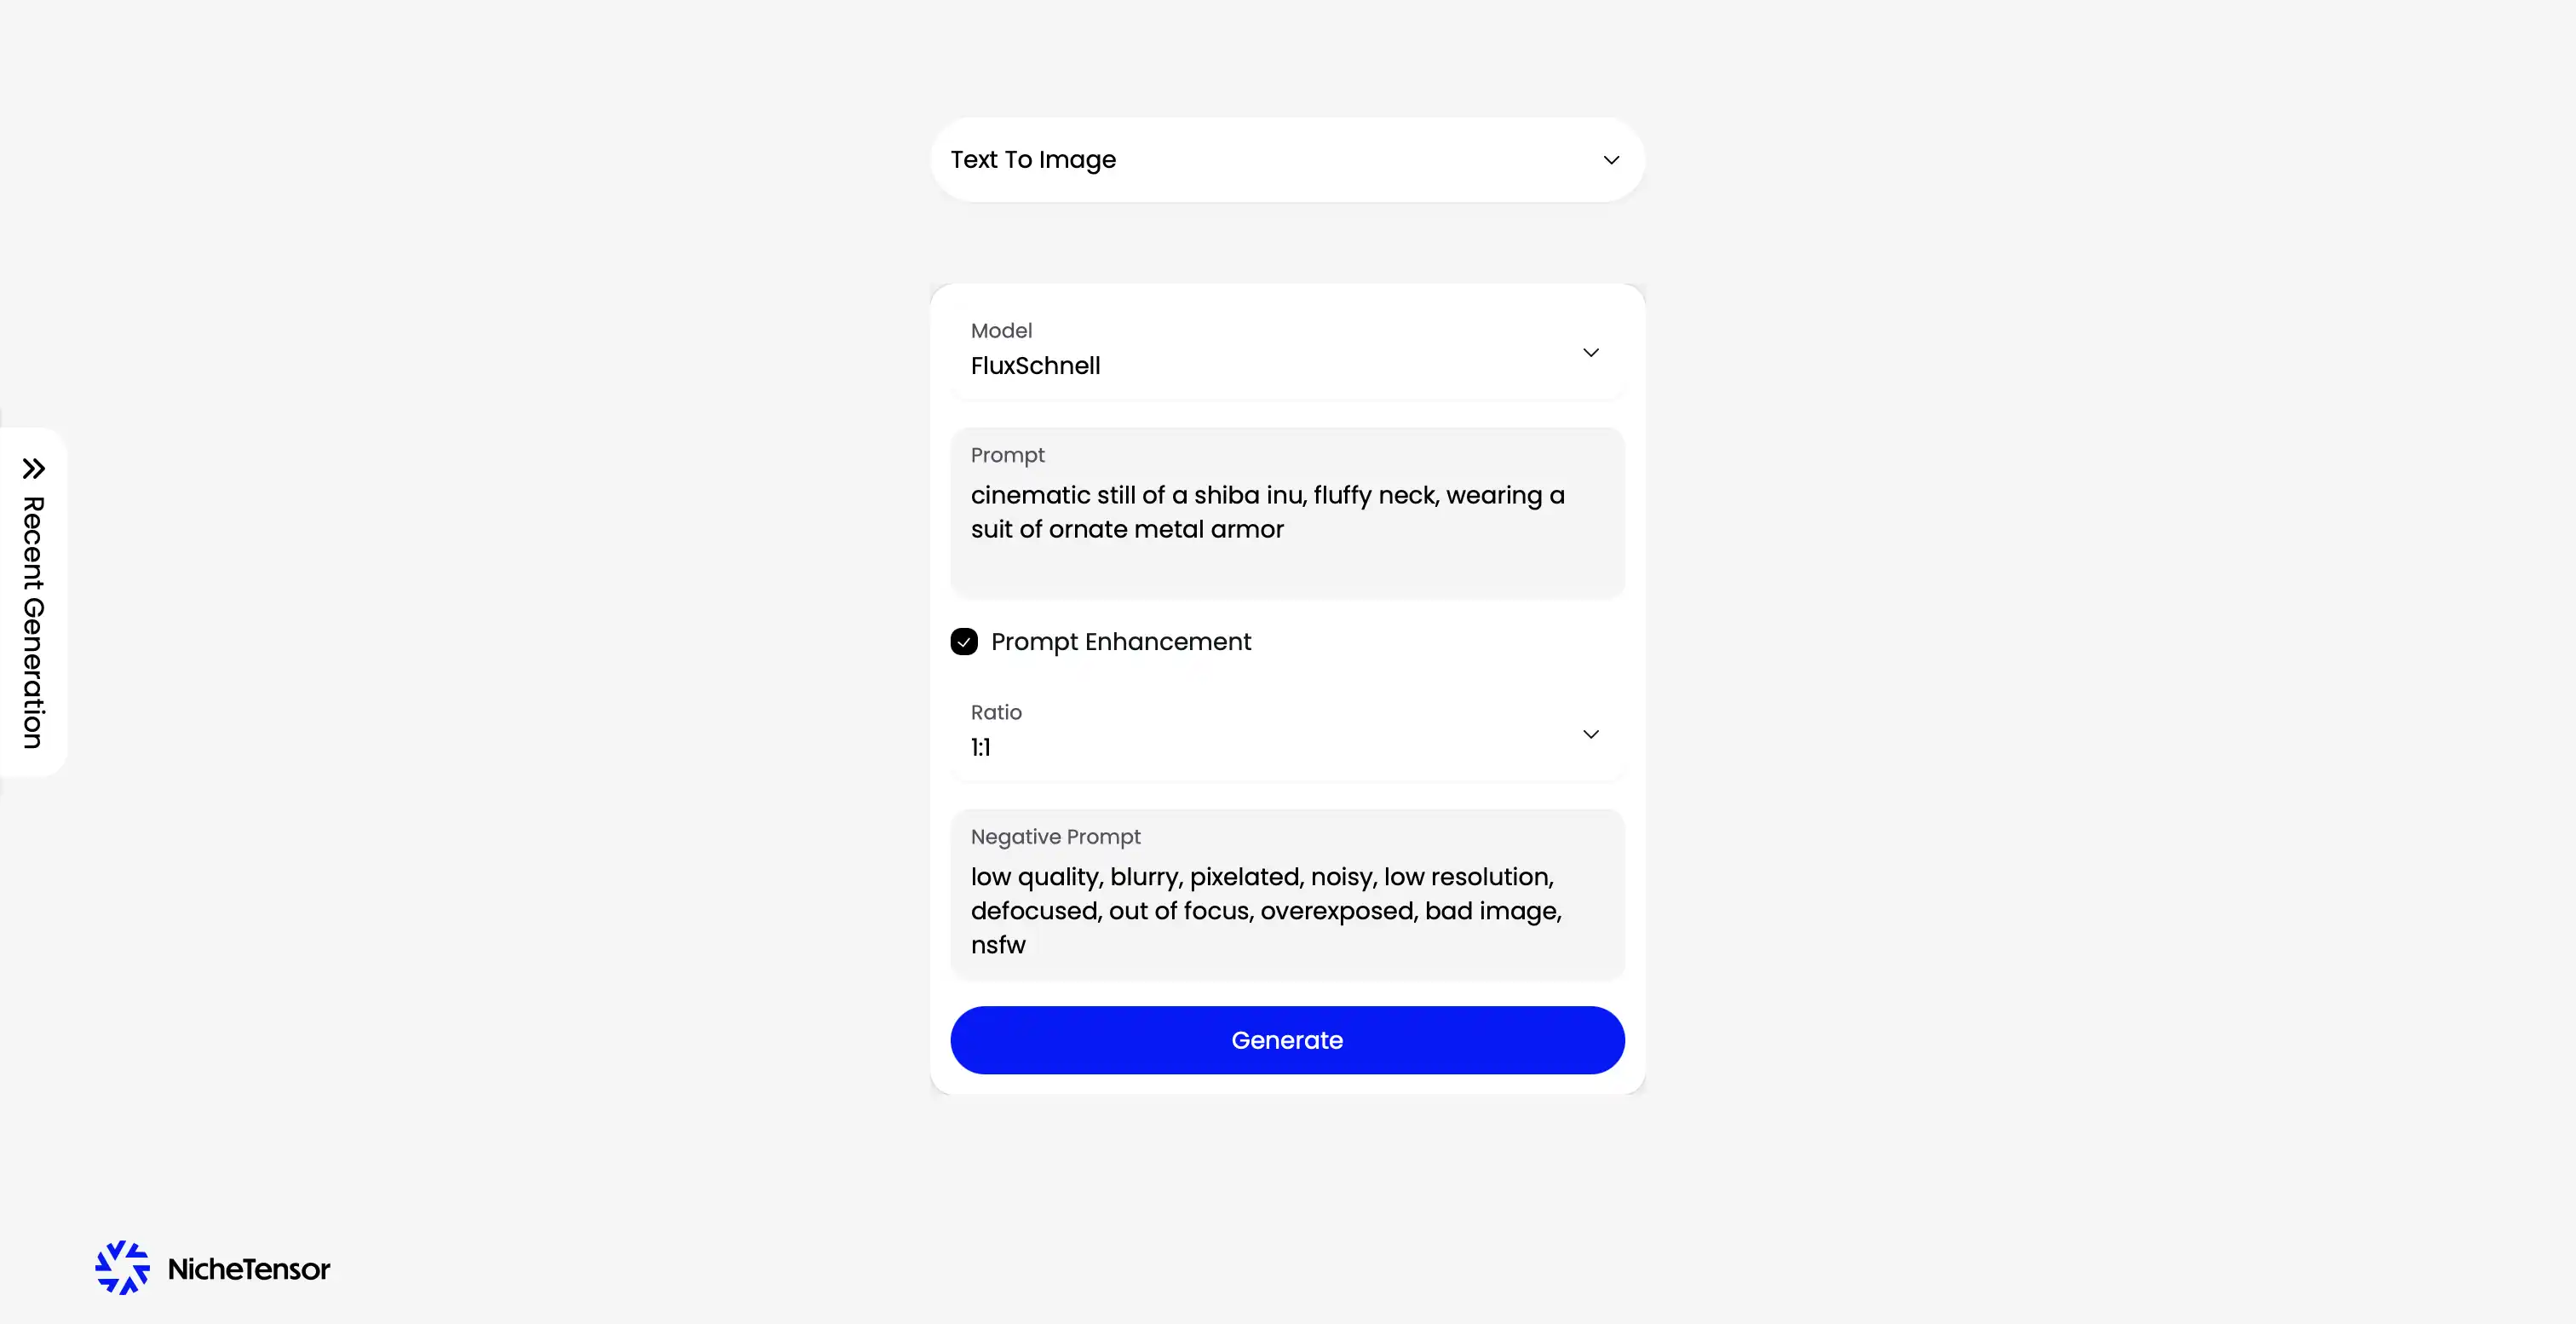 Text To Image
Model
FluxSchnell
Prompt
cinematic still of a shiba inu, fluffy neck, wearing a
suit of ornate metal armor
Prompt Enhancement
Ratio
1:1
Negative Prompt
low quality, blurry, pixelated, noisy, low resolution,
defocused, out of focus, overexposed, bad image,
nsfw
Generate
Recent Generation
NicheTensor